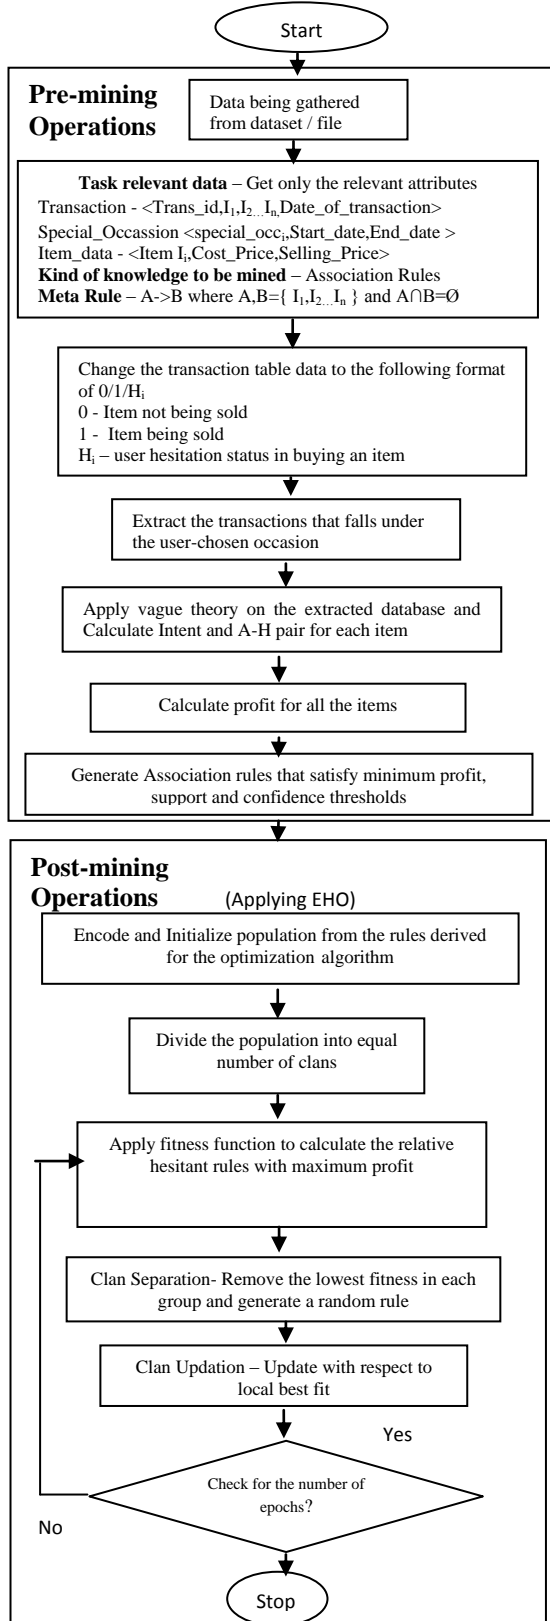 Start
Pre-mining
Operations
Data being gathered
from dataset / file
Task relevant data – Get only the relevant attributes
Transaction - <Trans_id,I₁,I₂...Iₙ,Date_of_transaction>
Special_Occassion <special_occᵢ,Start_date,End_date >
Item_data - <Item Iᵢ,Cost_Price,Selling_Price>
Kind of knowledge to be mined – Association Rules
Meta Rule – A->B where A,B={ I₁,I₂...Iₙ } and A∩B=Ø
Change the transaction table data to the following format
of 0/1/Hᵢ
0 - Item not being sold
1 - Item being sold
Hᵢ – user hesitation status in buying an item
Extract the transactions that falls under
the user-chosen occasion
Apply vague theory on the extracted database and
Calculate Intent and A-H pair for each item
Calculate profit for all the items
Generate Association rules that satisfy minimum profit,
support and confidence thresholds
Post-mining
Operations (Applying EHO)
Encode and Initialize population from the rules derived
for the optimization algorithm
Divide the population into equal
number of clans
Apply fitness function to calculate the relative
hesitant rules with maximum profit
Clan Separation- Remove the lowest fitness in each
group and generate a random rule
Clan Updation – Update with respect to
local best fit
Yes
Check for the number of
epochs?
No
Stop